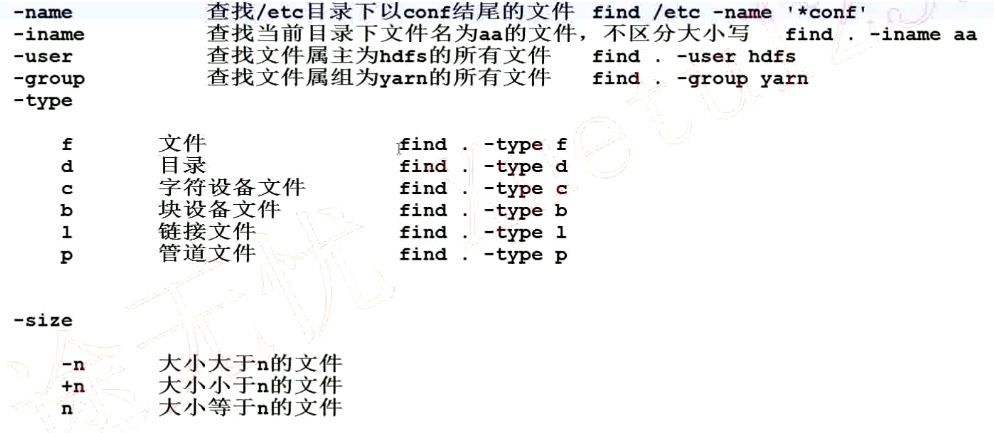 -name 查找/etc目录下以conf结尾的文件 find /etc -name '*conf'
-iname 查找当前目录下文件名为aa的文件，不区分大小写 find . -iname aa
-user 查找文件属主为hdfs的所有文件 find . -user hdfs
-group 查找文件属组为yarn的所有文件 find . -group yarn
-type
f 文件 find . -type f
d 目录 find . -type d
c 字符设备文件 find . -type c
b 块设备文件 find . -type b
l 链接文件 find . -type l
p 管道文件 find . -type p
-size
-n 大小大于n的文件
+n 大小小于n的文件
n 大小等于n的文件